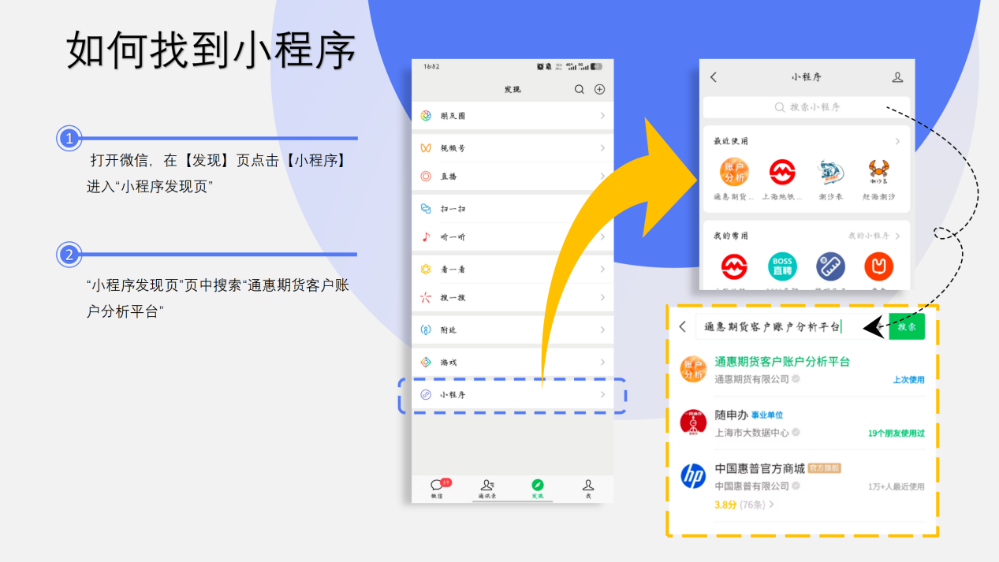 如何找到小程序
1
打开微信，在【发现】页点击【小程序】
进入“小程序发现页”
2
“小程序发现页”页中搜索“通惠期货客户账
户分析平台”
16:52
发现
朋友圈
视频号
直播
扫一扫
听一听
看一看
搜一搜
附近
游戏
小程序
微信
通讯录
发现
我
小程序
搜索小程序
最近使用
账户
分析
通惠期货...
上海地铁...
潮汐表
赶海潮汐
我的常用
我的小程序
BOSS
直聘
通惠期货客户账户分析平台
搜索
账户
分析
通惠期货客户账户分析平台
通惠期货有限公司
上次使用
随申办 事业单位
上海市大数据中心
19个朋友使用过
hp
中国惠普官方商城 官方旗舰
中国惠普有限公司
1万+人最近使用
3.8分 (76条)